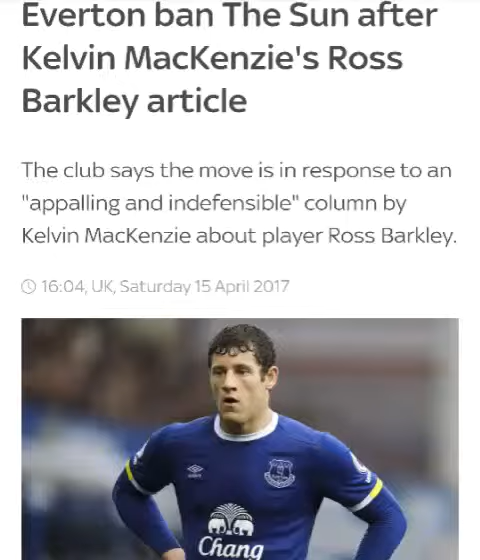 Everton ban The Sun after
Kelvin MacKenzie's Ross
Barkley article
The club says the move is in response to an
"appalling and indefensible" column by
Kelvin MacKenzie about player Ross Barkley.
16:04, UK, Saturday 15 April 2017
Chang